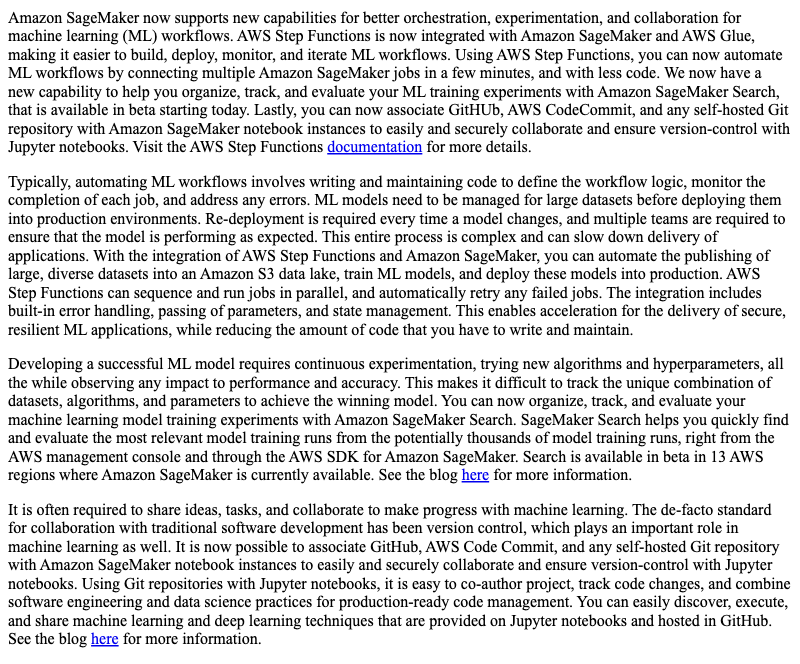 Amazon SageMaker now supports new capabilities for better orchestration, experimentation, and collaboration for
machine learning (ML) workflows. AWS Step Functions is now integrated with Amazon SageMaker and AWS Glue,
making it easier to build, deploy, monitor, and iterate ML workflows. Using AWS Step Functions, you can now automate
ML workflows by connecting multiple Amazon SageMaker jobs in a few minutes, and with less code. We now have a
new capability to help you organize, track, and evaluate your ML training experiments with Amazon SageMaker Search,
that is available in beta starting today. Lastly, you can now associate GitHUb, AWS CodeCommit, and any self-hosted Git
repository with Amazon SageMaker notebook instances to easily and securely collaborate and ensure version-control with
Jupyter notebooks. Visit the AWS Step Functions documentation for more details.
Typically, automating ML workflows involves writing and maintaining code to define the workflow logic, monitor the
completion of each job, and address any errors. ML models need to be managed for large datasets before deploying them
into production environments. Re-deployment is required every time a model changes, and multiple teams are required to
ensure that the model is performing as expected. This entire process is complex and can slow down delivery of
applications. With the integration of AWS Step Functions and Amazon SageMaker, you can automate the publishing of
large, diverse datasets into an Amazon S3 data lake, train ML models, and deploy these models into production. AWS
Step Functions can sequence and run jobs in parallel, and automatically retry any failed jobs. The integration includes
built-in error handling, passing of parameters, and state management. This enables acceleration for the delivery of secure,
resilient ML applications, while reducing the amount of code that you have to write and maintain.
Developing a successful ML model requires continuous experimentation, trying new algorithms and hyperparameters, all
the while observing any impact to performance and accuracy. This makes it difficult to track the unique combination of
datasets, algorithms, and parameters to achieve the winning model. You can now organize, track, and evaluate your
machine learning model training experiments with Amazon SageMaker Search. SageMaker Search helps you quickly find
and evaluate the most relevant model training runs from the potentially thousands of model training runs, right from the
AWS management console and through the AWS SDK for Amazon SageMaker. Search is available in beta in 13 AWS
regions where Amazon SageMaker is currently available. See the blog here for more information.
It is often required to share ideas, tasks, and collaborate to make progress with machine learning. The de-facto standard
for collaboration with traditional software development has been version control, which plays an important role in
machine learning as well. It is now possible to associate GitHub, AWS Code Commit, and any self-hosted Git repository
with Amazon SageMaker notebook instances to easily and securely collaborate and ensure version-control with Jupyter
notebooks. Using Git repositories with Jupyter notebooks, it is easy to co-author project, track code changes, and combine
software engineering and data science practices for production-ready code management. You can easily discover, execute,
and share machine learning and deep learning techniques that are provided on Jupyter notebooks and hosted in GitHub.
See the blog here for more information.